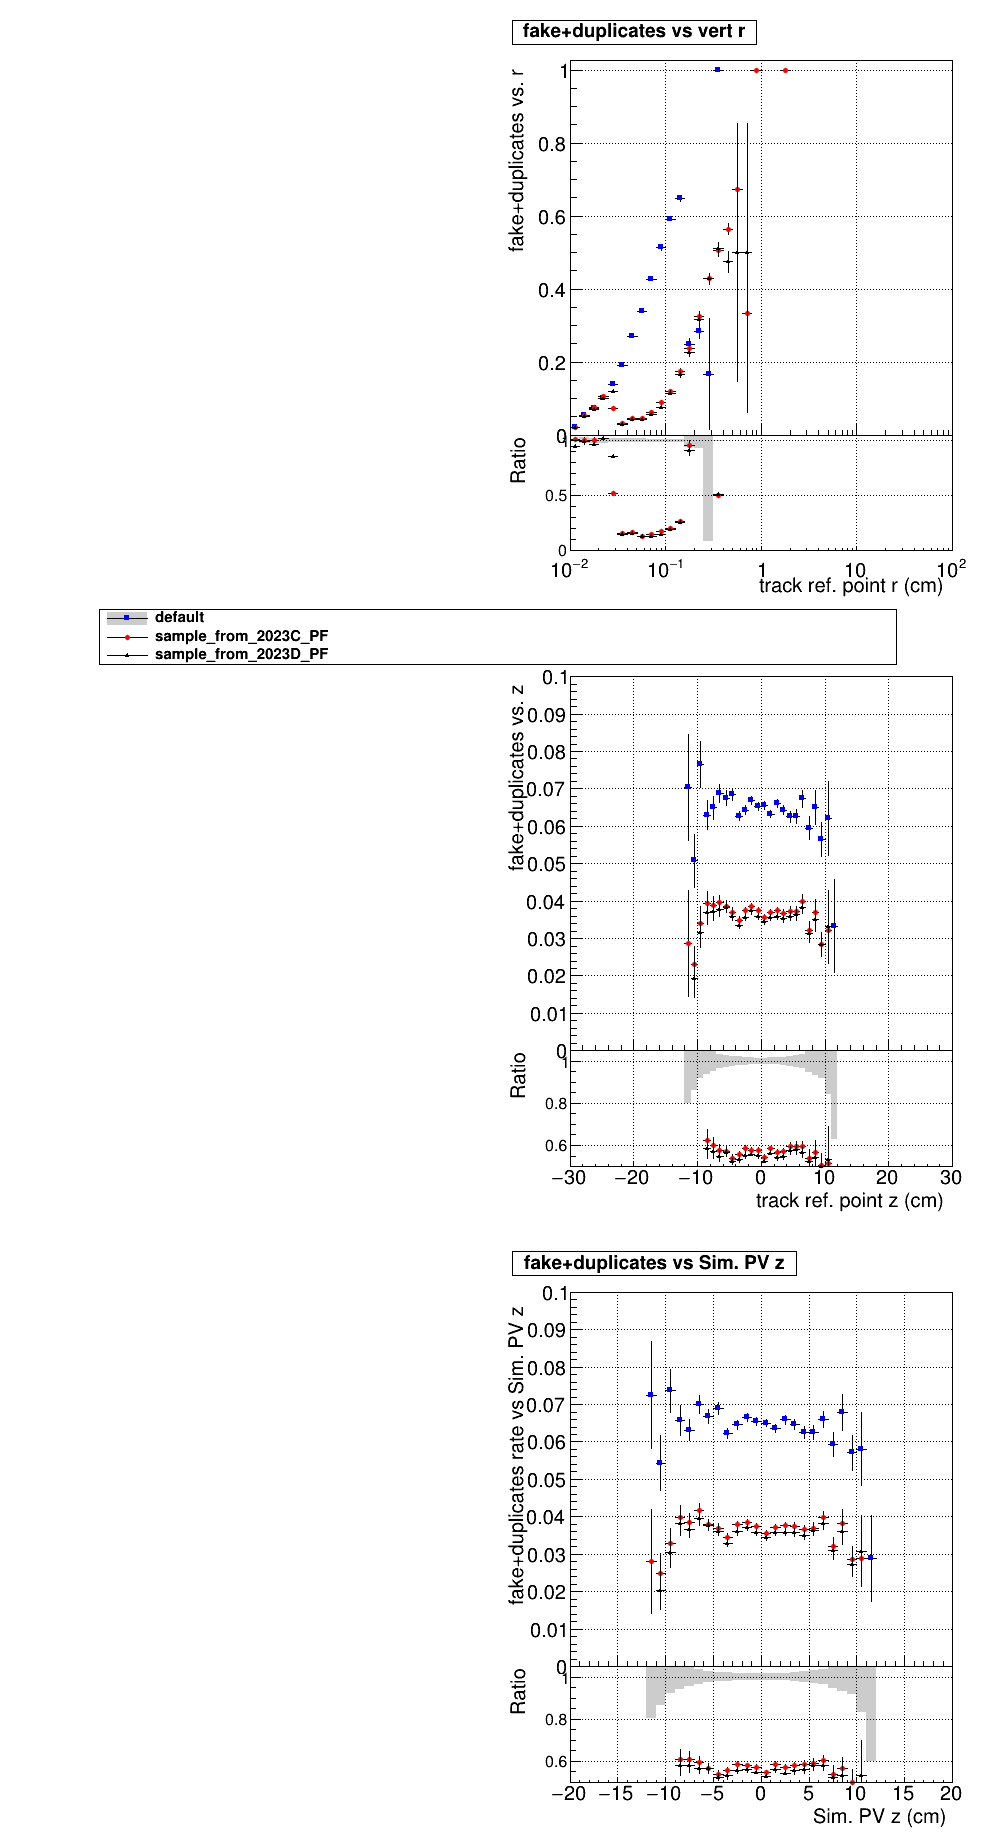 fake+duplicates vs vert r
fake+duplicates vs. r
1
0.8
0.6
0.4
0.2
0
Ratio
1
0.5
0
10−2 10−1 1 10 102
track ref. point r (cm)
default
sample_from_2023C_PF
sample_from_2023D_PF
fake+duplicates vs. z
0.1
0.09
0.08
0.07
0.06
0.05
0.04
0.03
0.02
0.01
0
Ratio
1
0.8
0.6
−30 −20 −10 0 10 20 30
track ref. point z (cm)
fake+duplicates vs Sim. PV z
fake+duplicates rate vs Sim. PV z
0.1
0.09
0.08
0.07
0.06
0.05
0.04
0.03
0.02
0.01
0
Ratio
1
0.8
0.6
−20 −15 −10 −5 0 5 10 15 20
Sim. PV z (cm)